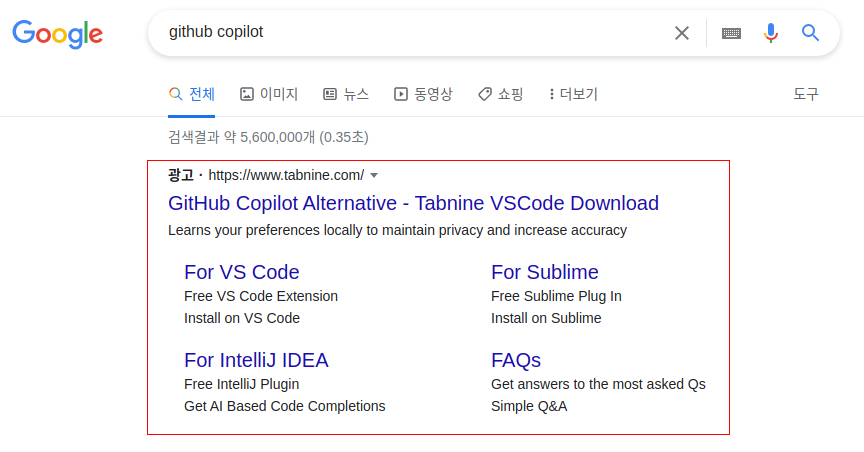 Google
github copilot
전체 이미지 뉴스 동영상 쇼핑 더보기 도구
검색결과 약 5,600,000개 (0.35초)
광고 · https://www.tabnine.com/
GitHub Copilot Alternative - Tabnine VSCode Download
Learns your preferences locally to maintain privacy and increase accuracy
For VS Code
Free VS Code Extension
Install on VS Code
For Sublime
Free Sublime Plug In
Install on Sublime
For IntelliJ IDEA
Free IntelliJ Plugin
Get AI Based Code Completions
FAQs
Get answers to the most asked Qs
Simple Q&A